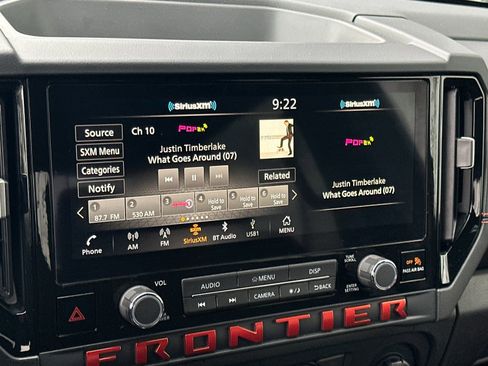 SiriusXM
9:22
SiriusXM
Source
Ch 10
POP2K
POP2K
SXM Menu
Justin Timberlake
What Goes Around (07)
Categories
Justin Timberlake
What Goes Around (07)
Notify
Related
1
87.7 FM
2
530 AM
3
4
Hold to
Save
5
Hold to
Save
6
Hold to
Save
Phone
AM
FM
SiriusXM
BT Audio
USB1
MENU
VOL
AUDIO
MENU
DISP
CAMERA
BACK
TUNE
SCROLL
ENTER
SETTING
OFF
PASS AIR BAG
FRONTIER